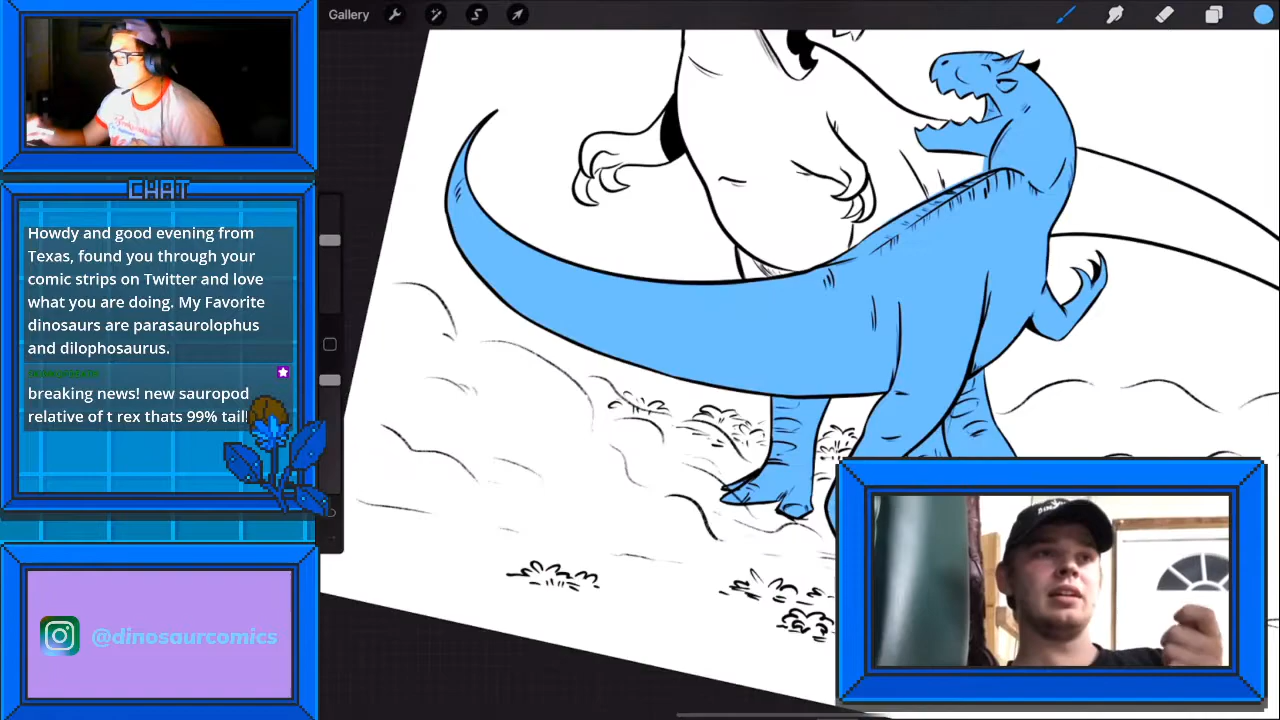 Gallery
CHAT
Howdy and good evening from
Texas, found you through your
comic strips on Twitter and love
what you are doing. My Favorite
dinosaurs are parasaurolophus
and dilophosaurus.
breaking news! new sauropod
relative of t rex thats 99% tail!
@dinosaurcomics